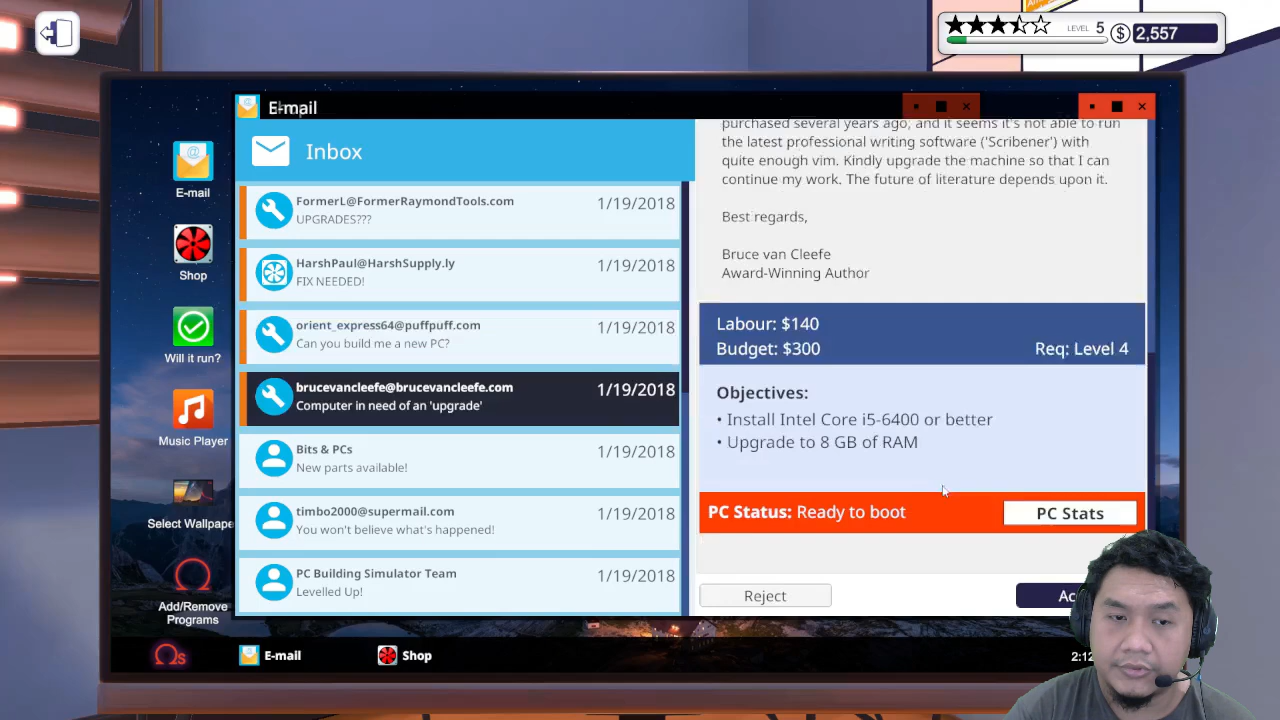 LEVEL 5
$ 2,557
E-mail
Inbox
FormerL@FormerRaymondTools.com
1/19/2018
UPGRADES???
HarshPaul@HarshSupply.ly
1/19/2018
FIX NEEDED!
orient_express64@puffpuff.com
1/19/2018
Can you build me a new PC?
brucevancleefe@brucevancleefe.com
1/19/2018
Computer in need of an 'upgrade'
Bits & PCs
1/19/2018
New parts available!
timbo2000@supermail.com
1/19/2018
You won't believe what's happened!
PC Building Simulator Team
1/19/2018
Levelled Up!
purchased several years ago, and it seems it's not able to run
the latest professional writing software ('Scribener') with
quite enough vim. Kindly upgrade the machine so that I can
continue my work. The future of literature depends upon it.
Best regards,
Bruce van Cleefe
Award-Winning Author
Labour: $140
Budget: $300
Req: Level 4
Objectives:
• Install Intel Core i5-6400 or better
• Upgrade to 8 GB of RAM
PC Status: Ready to boot
PC Stats
Reject
E-mail
Shop
Will it run?
Music Player
Select Wallpape
Add/Remove
Programs
Ωs
E-mail
Shop